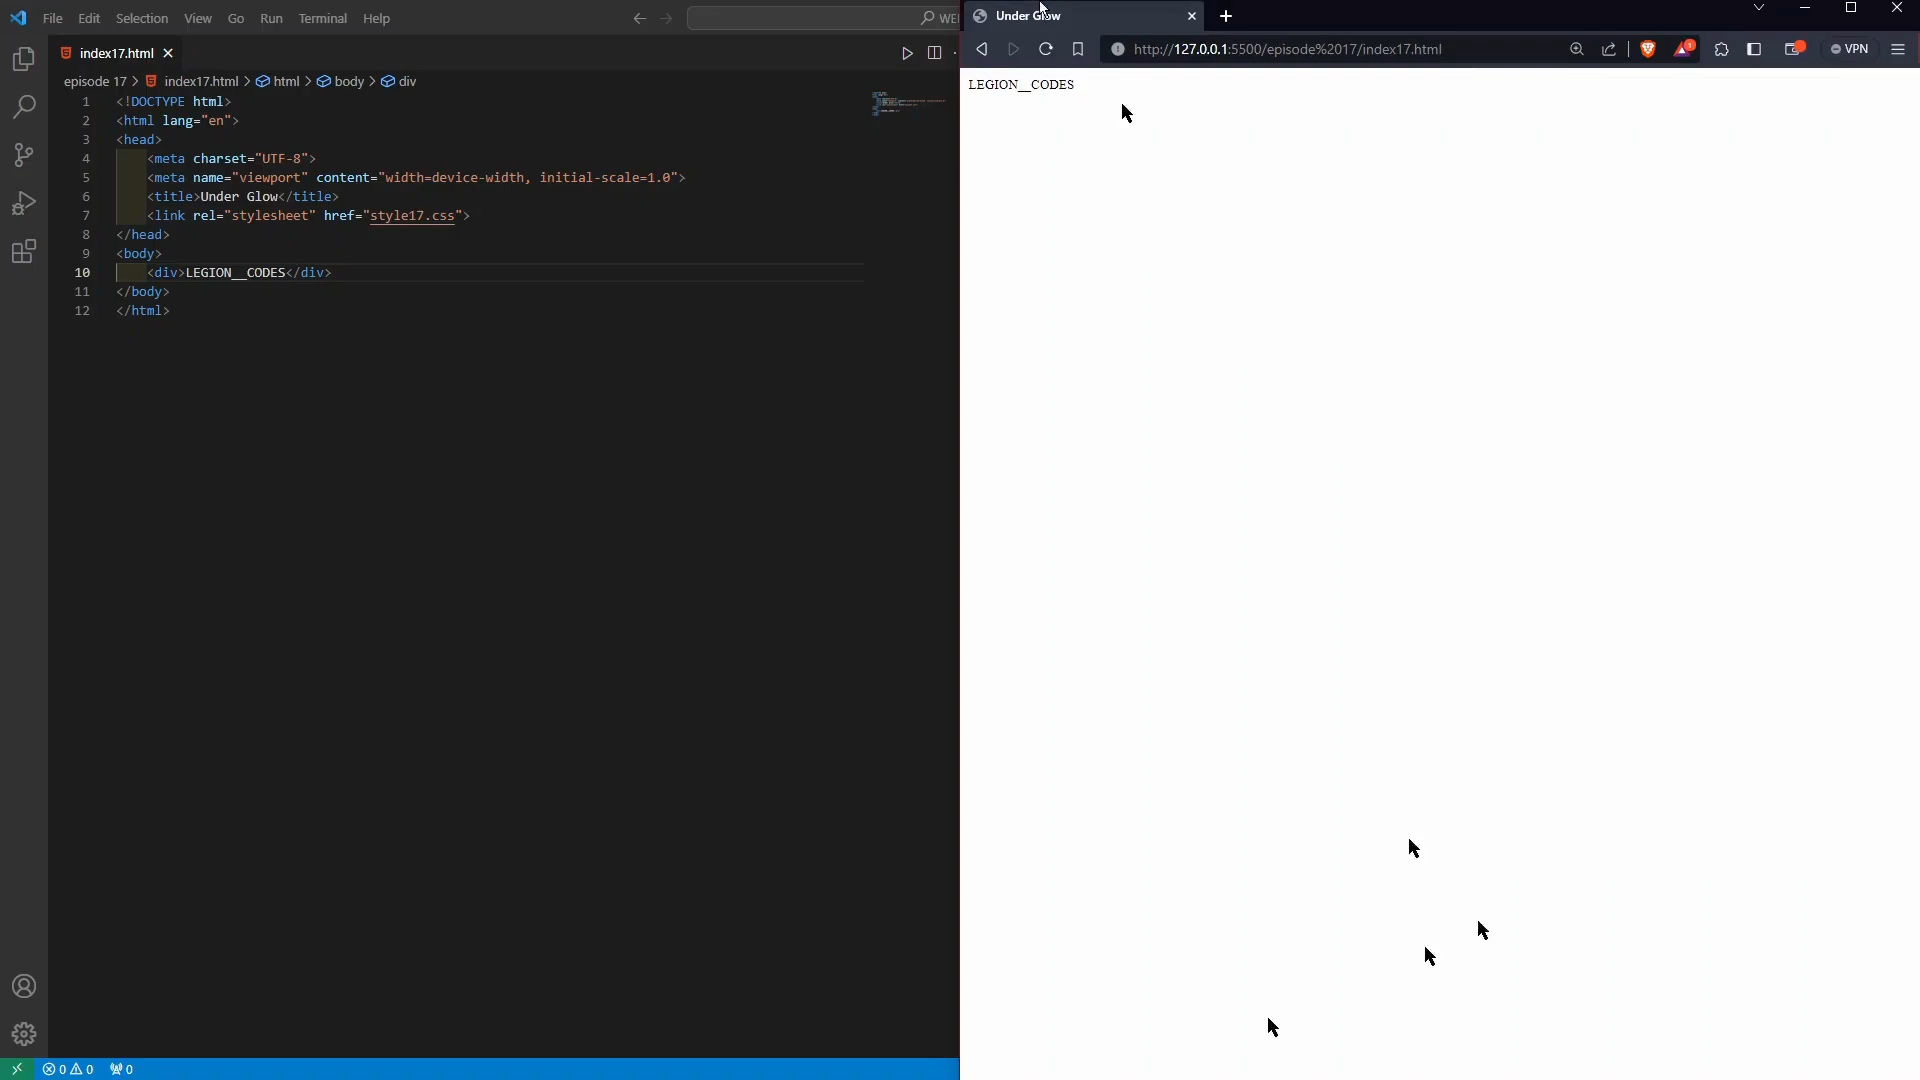 File Edit Selection View Go Run Terminal Help
WE
index17.html
episode 17 > index17.html > html > body > div
1 <!DOCTYPE html>
2 <html lang="en">
3 <head>
4 <meta charset="UTF-8">
5 <meta name="viewport" content="width=device-width, initial-scale=1.0">
6 <title>Under Glow</title>
7 <link rel="stylesheet" href="style17.css">
8 </head>
9 <body>
10 <div>LEGION__CODES</div>
11 </body>
12 </html>
0 0 0
Under Glow
http://127.0.0.1:5500/episode%2017/index17.html
1
VPN
LEGION__CODES